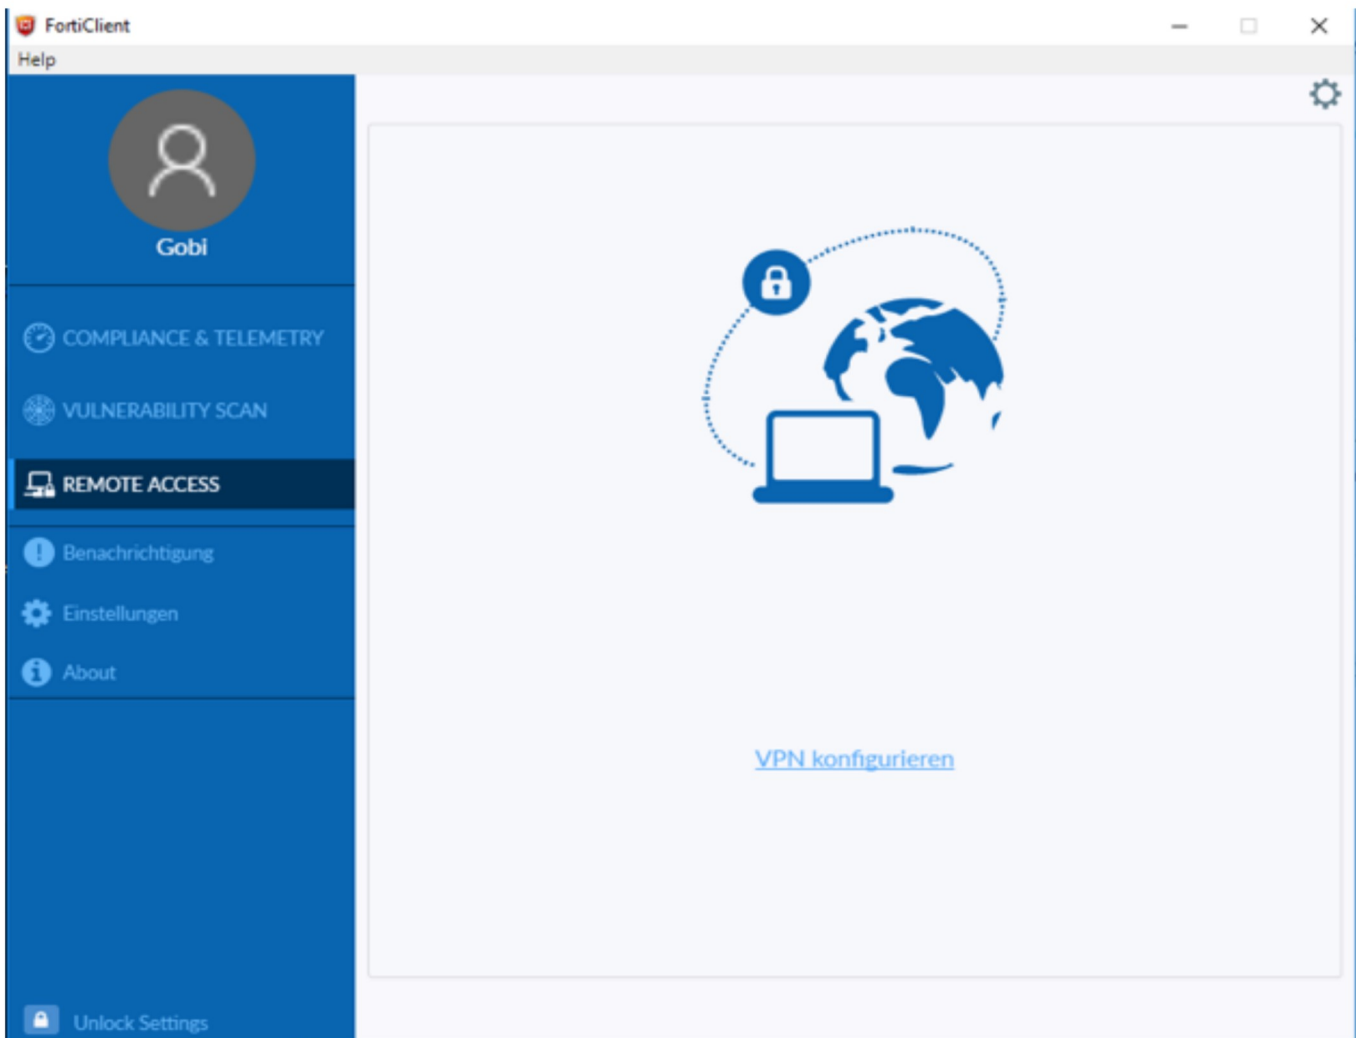 FortiClient
Help
Gobi
COMPLIANCE & TELEMETRY
VULNERABILITY SCAN
REMOTE ACCESS
Benachrichtigung
Einstellungen
About
VPN konfigurieren
Unlock Settings